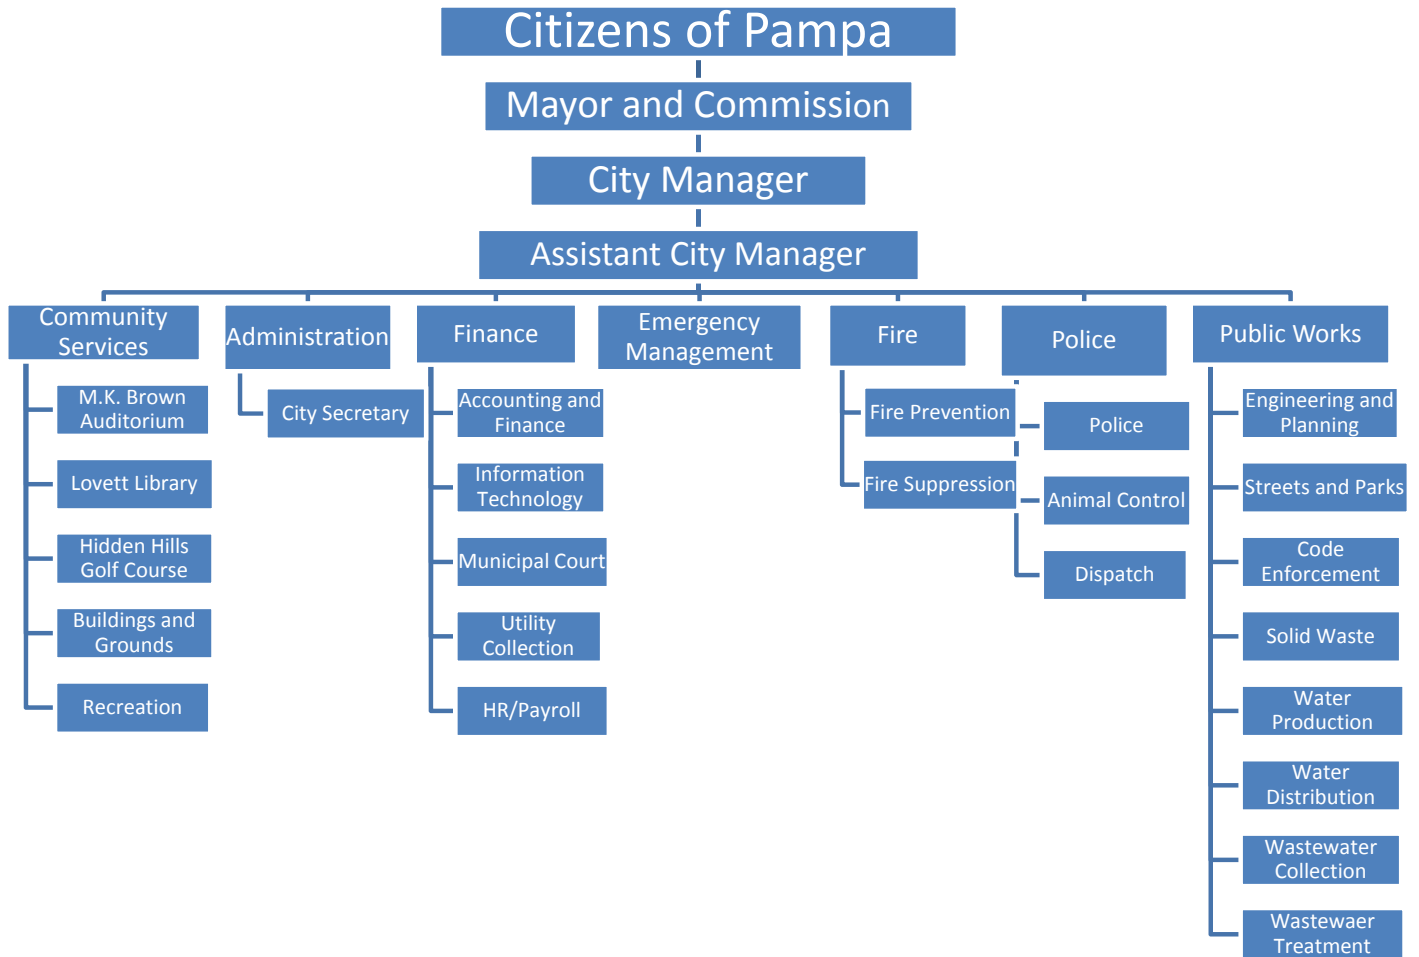 Citizens of Pampa
Mayor and Commission
City Manager
Assistant City Manager
Community
Services
M.K. Brown
Auditorium
Lovett Library
Hidden Hills
Golf Course
Buildings and
Grounds
Recreation
Administration
City Secretary
Finance
Accounting and
Finance
Information
Technology
Municipal Court
Utility
Collection
HR/Payroll
Emergency
Management
Fire
Fire Prevention
Fire Suppression
Police
Police
Animal Control
Dispatch
Public Works
Engineering and
Planning
Streets and Parks
Code
Enforcement
Solid Waste
Water
Production
Water
Distribution
Wastewater
Collection
Wastewaer
Treatment